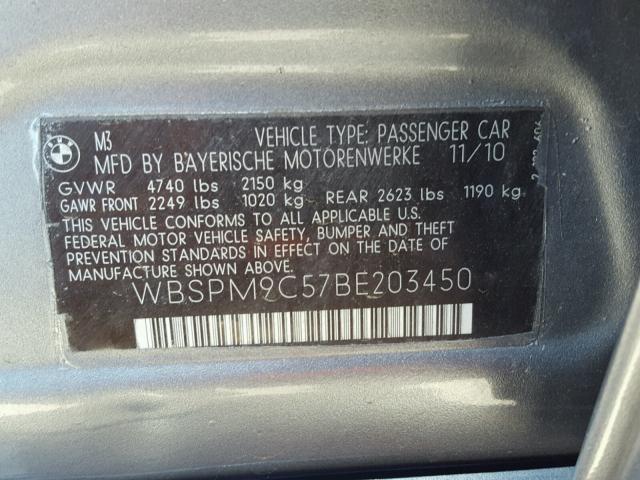 BMW
M3 VEHICLE TYPE: PASSENGER CAR
MFD BY BAYERISCHE MOTORENWERKE 11/10
GVWR 4740 lbs 2150 kg
GAWR FRONT 2249 lbs 1020 kg REAR 2623 lbs 1190 kg
THIS VEHICLE CONFORMS TO ALL APPLICABLE U.S.
FEDERAL MOTOR VEHICLE SAFETY, BUMPER AND THEFT
PREVENTION STANDARDS IN EFFECT ON THE DATE OF
MANUFACTURE SHOWN ABOVE.
WBSPM9C57BE203450